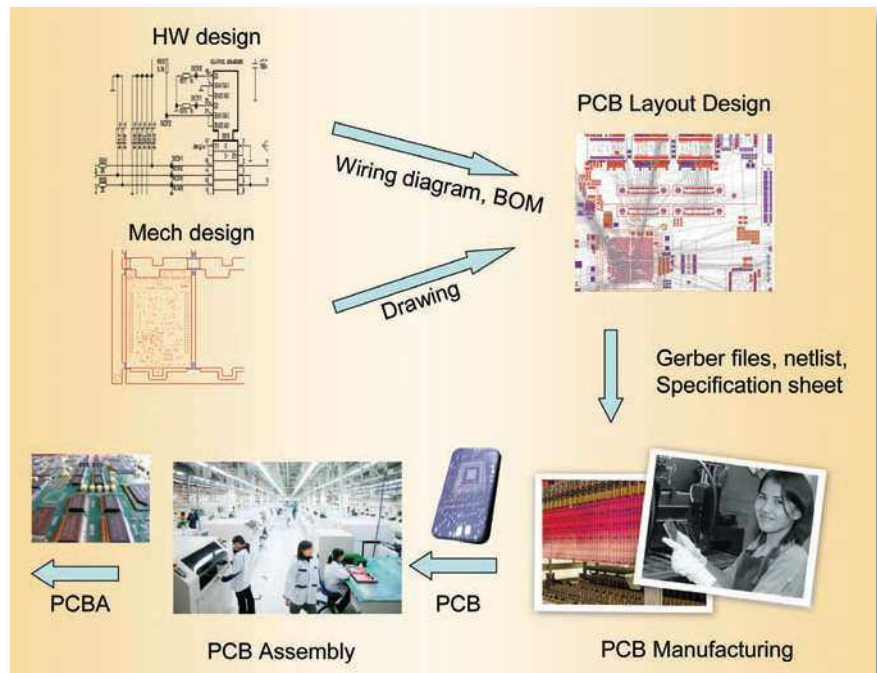 HW design
PCB Layout Design
Wiring diagram, BOM
Mech design
Drawing
Gerber files, netlist,
Specification sheet
PCBA
PCB
PCB Assembly
PCB Manufacturing